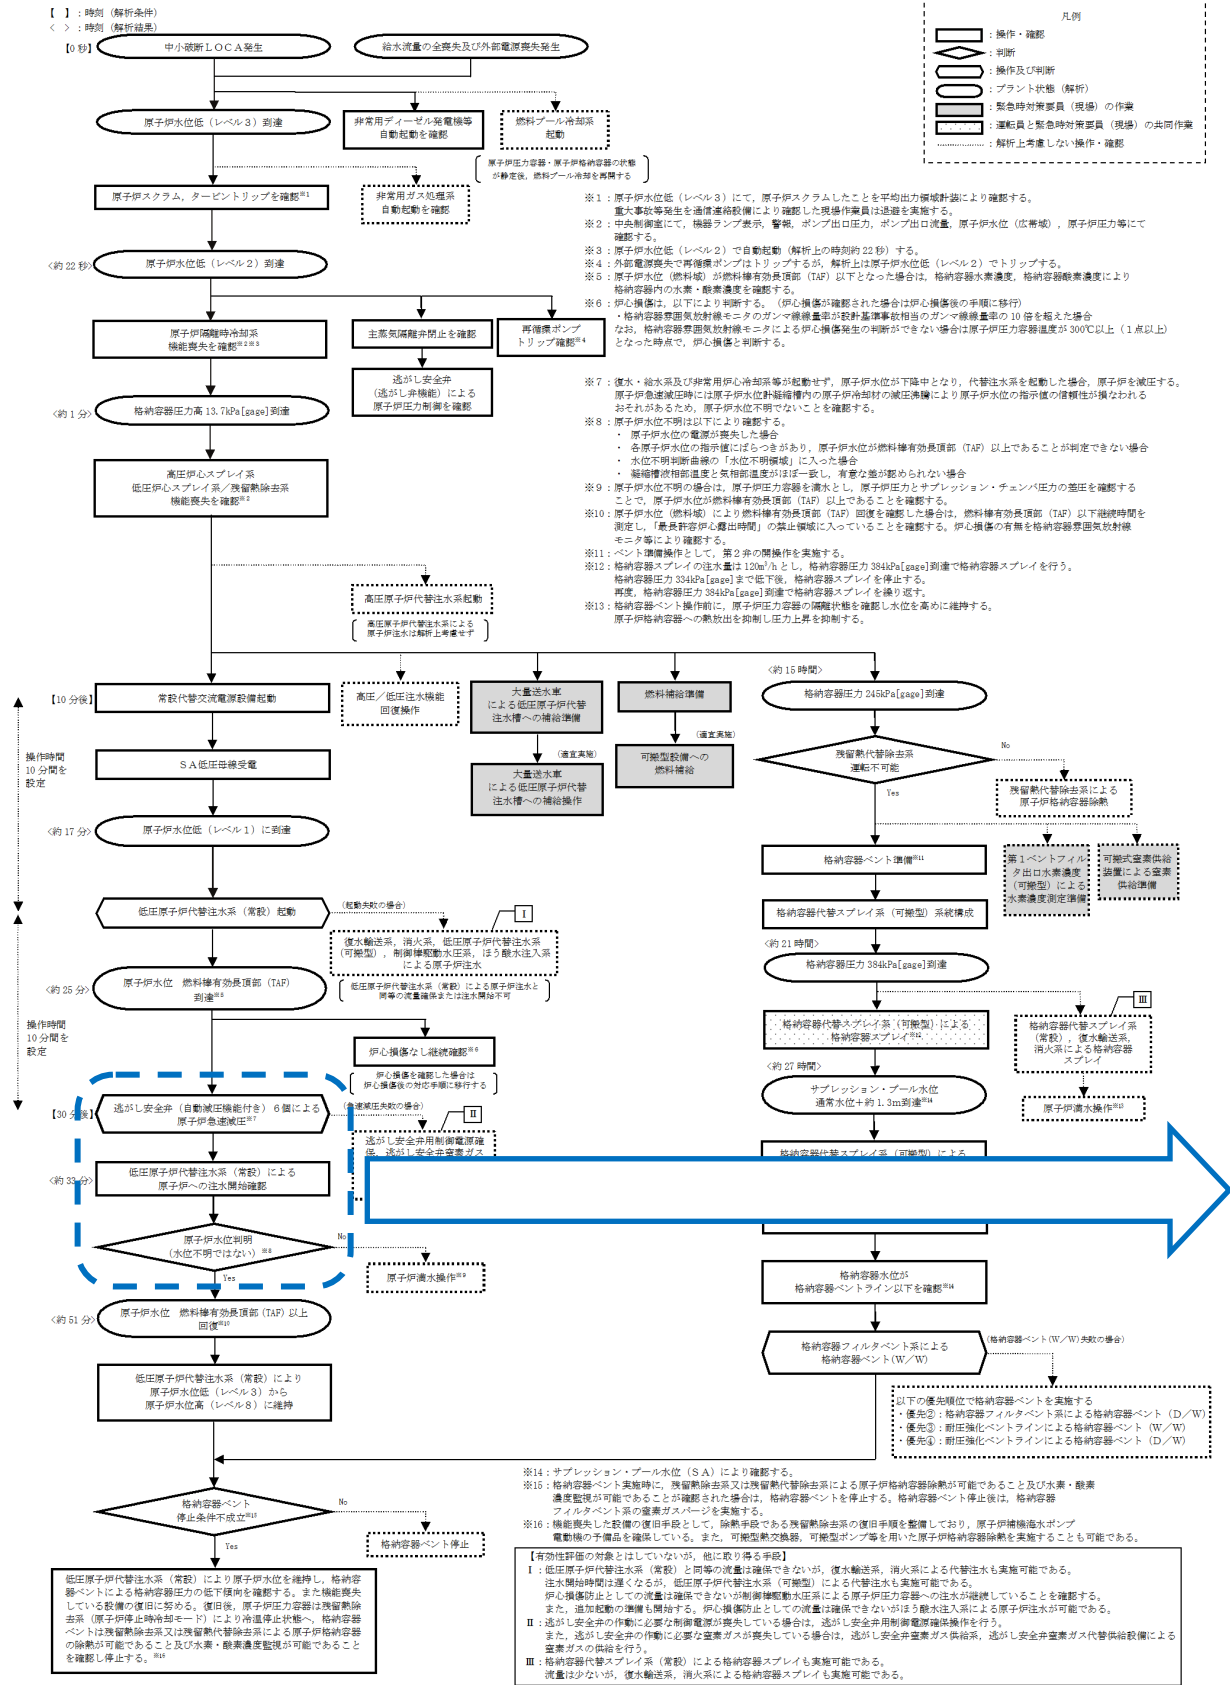 【 】：時刻（解析条件）
＜ ＞：時刻（解析結果）
【0 秒】
中小破断ＬＯＣＡ発生
給水流量の全喪失及び外部電源喪失発生
凡例
：操作・確認
：判断
：操作及び判断
：プラント状態（解析）
：緊急時対策要員（現場）の作業
：運転員と緊急時対策要員（現場）の共同作業
：解析上考慮しない操作・確認
原子炉水位低（レベル３）到達
非常用ディーゼル発電機等
自動起動を確認
燃料プール冷却系
起動
原子炉圧力容器・原子炉格納容器の状態
が静定後，燃料プール冷却を再開する
原子炉スクラム，タービントリップを確認※1
非常用ガス処理系
自動起動を確認
＜約 22 秒＞
原子炉水位低（レベル２）到達
原子炉隔離時冷却系
機能喪失を確認※2※3
主蒸気隔離弁閉止を確認
再循環ポンプ
トリップ確認※4
逃がし安全弁
（逃がし弁機能）による
原子炉圧力制御を確認
＜約１分＞
格納容器圧力高 13.7kPa[gage]到達
高圧炉心スプレイ系
低圧炉心スプレイ系／残留熱除去系
機能喪失を確認※2
高圧原子炉代替注水系起動
高圧原子炉代替注水系による
原子炉注水は解析上考慮せず
※１：原子炉水位低（レベル３）にて，原子炉スクラムしたことを平均出力領域計装により確認する。
重大事故等発生を通信連絡設備により確認した現場作業員は退避を実施する。
※２：中央制御室にて，機器ランプ表示，警報，ポンプ出口圧力，ポンプ出口流量，原子炉水位（広帯域），原子炉圧力等にて
確認する。
※３：原子炉水位低（レベル２）で自動起動（解析上の時刻約 22 秒）する。
※４：外部電源喪失で再循環ポンプはトリップするが，解析上は原子炉水位低（レベル２）でトリップする。
※５：原子炉水位（燃料域）が燃料棒有効長頂部（TAF）以下となった場合は，格納容器水素濃度，格納容器酸素濃度により
格納容器内の水素・酸素濃度を確認する。
※６：炉心損傷は，以下により判断する。（炉心損傷が確認された場合は炉心損傷後の手順に移行）
・格納容器雰囲気放射線モニタのガンマ線線量率が設計基準事故相当のガンマ線線量率の 10 倍を超えた場合
なお，格納容器雰囲気放射線モニタによる炉心損傷発生の判断ができない場合は原子炉圧力容器温度が 300℃以上（１点以上）
となった時点で，炉心損傷と判断する。
※７：復水・給水系及び非常用炉心冷却系等が起動せず，原子炉水位が下降中となり，代替注水系を起動した場合，原子炉を減圧する。
原子炉急速減圧時には原子炉水位計凝縮槽内の原子炉冷却材の減圧沸騰により原子炉水位の指示値の信頼性が損なわれる
おそれがあるため，原子炉水位不明でないことを確認する。
※８：原子炉水位不明は以下により確認する。
・ 原子炉水位の電源が喪失した場合
・ 各原子炉水位の指示値にばらつきがあり，原子炉水位が燃料棒有効長頂部（TAF）以上であることが判定できない場合
・ 水位不明判断曲線の「水位不明領域」に入った場合
・ 凝縮槽液相部温度と気相部温度がほぼ一致し，有意な差が認められない場合
※９：原子炉水位不明の場合は，原子炉圧力容器を満水とし，原子炉圧力とサプレッション・チェンバ圧力の差圧を確認する
ことで，原子炉水位が燃料棒有効長頂部（TAF）以上であることを確認する。
※10：原子炉水位（燃料域）により燃料棒有効長頂部（TAF）回復を確認した場合は，燃料棒有効長頂部（TAF）以下継続時間を
測定し，「最長許容炉心露出時間」の禁止領域に入っていることを確認する。炉心損傷の有無を格納容器雰囲気放射線
モニタ等により確認する。
※11：ベント準備操作として，第２弁の開操作を実施する。
※12：格納容器スプレイの注水量は 120m³/h とし，格納容器圧力 384kPa[gage]到達で格納容器スプレイを行う。
格納容器圧力 334kPa[gage]まで低下後，格納容器スプレイを停止する。
再度，格納容器圧力 384kPa[gage]到達で格納容器スプレイを繰り返す。
※13：格納容器ベント操作前に，原子炉圧力容器の隔離状態を確認し水位を高めに維持する。
原子炉格納容器への熱放出を抑制し圧力上昇を抑制する。
【10 分後】
常設代替交流電源設備起動
高圧／低圧注水機能
回復操作
大量送水車
による低圧原子炉代替
注水槽への補給準備
燃料補給準備
（適宜実施）
（適宜実施）
大量送水車
による低圧原子炉代替
注水槽への補給操作
可搬型設備への
燃料補給
操作時間
10 分間を
設定
ＳＡ低圧母線受電
＜約 17 分＞
原子炉水位低（レベル１）に到達
低圧原子炉代替注水系（常設）起動
（起動失敗の場合）
Ⅰ
復水輸送系，消火系，低圧原子炉代替注水系
（可搬型），制御棒駆動水圧系，ほう酸水注入系
による原子炉注水
低圧原子炉代替注水系（常設）による原子炉注水と
同等の流量確保または注水開始不可
＜約 25 分＞
原子炉水位 燃料棒有効長頂部（TAF）
到達※5
操作時間
10 分間を
設定
炉心損傷なし継続確認※6
炉心損傷を確認した場合は
炉心損傷後の対応手順に移行する
【30 分後】
逃がし安全弁（自動減圧機能付き）６個による
原子炉急速減圧※7
（急速減圧失敗の場合）
Ⅱ
逃がし安全弁用制御電源確
保，逃がし安全弁窒素ガス
＜約 33 分＞
低圧原子炉代替注水系（常設）による
原子炉への注水開始確認
原子炉水位判明
（水位不明ではない）※8
No
Yes
原子炉満水操作※9
＜約 51 分＞
原子炉水位 燃料棒有効長頂部（TAF）以上
回復※10
低圧原子炉代替注水系（常設）により
原子炉水位低（レベル３）から
原子炉水位高（レベル８）に維持
＜約 15 時間＞
格納容器圧力 245kPa[gage]到達
残留熱代替除去系
運転不可能
No
Yes
残留熱代替除去系による
原子炉格納容器除熱
格納容器ベント準備※11
第１ベントフィル
タ出口水素濃度
（可搬型）による
水素濃度測定準備
可搬式窒素供給
装置による窒素
供給準備
格納容器代替スプレイ系（可搬型）系統構成
＜約 21 時間＞
格納容器圧力 384kPa[gage]到達
格納容器代替スプレイ系（可搬型）による
格納容器スプレイ※12
Ⅲ
格納容器代替スプレイ系
（常設），復水輸送系，
消火系による格納容器
スプレイ
＜約 27 時間＞
サプレッション・プール水位
通常水位＋約 1.3m到達※14
原子炉満水操作※13
格納容器代替スプレイ系（可搬型）による
格納容器水位が
格納容器ベントライン以下を確認※14
格納容器フィルタベント系による
格納容器ベント（W／W）
（格納容器ベント（W／W）失敗の場合）
以下の優先順位で格納容器ベントを実施する
・優先②：格納容器フィルタベント系による格納容器ベント（Ｄ／W）
・優先③：耐圧強化ベントラインによる格納容器ベント（W／W）
・優先④：耐圧強化ベントラインによる格納容器ベント（Ｄ／W）
格納容器ベント
停止条件不成立※15
No
Yes
格納容器ベント停止
低圧原子炉代替注水系（常設）により原子炉水位を維持し，格納容
器ベントによる格納容器圧力の低下傾向を確認する。また機能喪失
している設備の復旧に努める。復旧後，原子炉圧力容器は残留熱除
去系（原子炉停止時冷却モード）により冷温停止状態へ，格納容器
ベントは残留熱除去系又は残留熱代替除去系による原子炉格納容器
の除熱が可能であること及び水素・酸素濃度監視が可能であること
を確認し停止する。※16
※14：サプレッション・プール水位（ＳＡ）により確認する。
※15：格納容器ベント実施時に，残留熱除去系又は残留熱代替除去系による原子炉格納容器除熱が可能であること及び水素・酸素
濃度監視が可能であることが確認された場合は，格納容器ベントを停止する。格納容器ベント停止後は，格納容器
フィルタベント系の窒素ガスパージを実施する。
※16：機能喪失した設備の復旧手段として，除熱手段である残留熱除去系の復旧手順を整備しており，原子炉補機海水ポンプ
電動機の予備品を確保している。また，可搬型熱交換器，可搬型ポンプ等を用いた原子炉格納容器除熱を実施することも可能である。
【有効性評価の対象とはしていないが，他に取り得る手段】
Ⅰ：低圧原子炉代替注水系（常設）と同等の流量は確保できないが，復水輸送系，消火系による代替注水も実施可能である。
注水開始時間は遅くなるが，低圧原子炉代替注水系（可搬型）による代替注水も実施可能である。
炉心損傷防止としての流量は確保できないが制御棒駆動水圧系による原子炉圧力容器への注水が継続していることを確認する。
また，追加起動の準備も開始する。炉心損傷防止としての流量は確保できないがほう酸水注入系による原子炉注水が可能である。
Ⅱ：逃がし安全弁の作動に必要な制御電源が喪失している場合は，逃がし安全弁用制御電源確保操作を行う。
また，逃がし安全弁の作動に必要な窒素ガスが喪失している場合は，逃がし安全弁窒素ガス供給系，逃がし安全弁窒素ガス代替供給設備による
窒素ガスの供給を行う。
Ⅲ：格納容器代替スプレイ系（常設）による格納容器スプレイも実施可能である。
流量は少ないが，復水輸送系，消火系による格納容器スプレイも実施可能である。